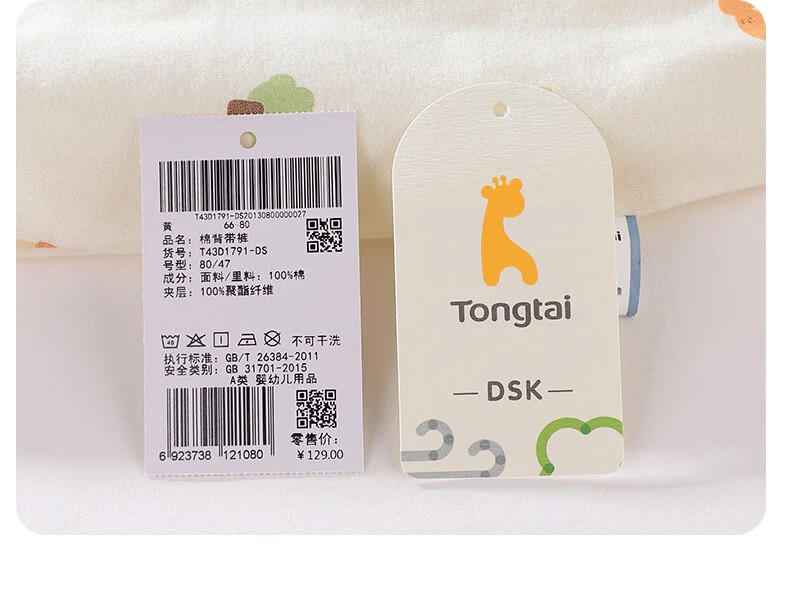 T43D1791-DS20130800000027
黄 66-80
品名：棉背带裤
货号：T43D1791-DS
号型：80/47
成分：面料/里料：100%棉
夹层：100%聚酯纤维
40 不可干洗
执行标准：GB/T 26384-2011
安全类别：GB 31701-2015
A类 婴幼儿用品
零售价：
6 923738 121080 ￥129.00
Tongtai
DSK